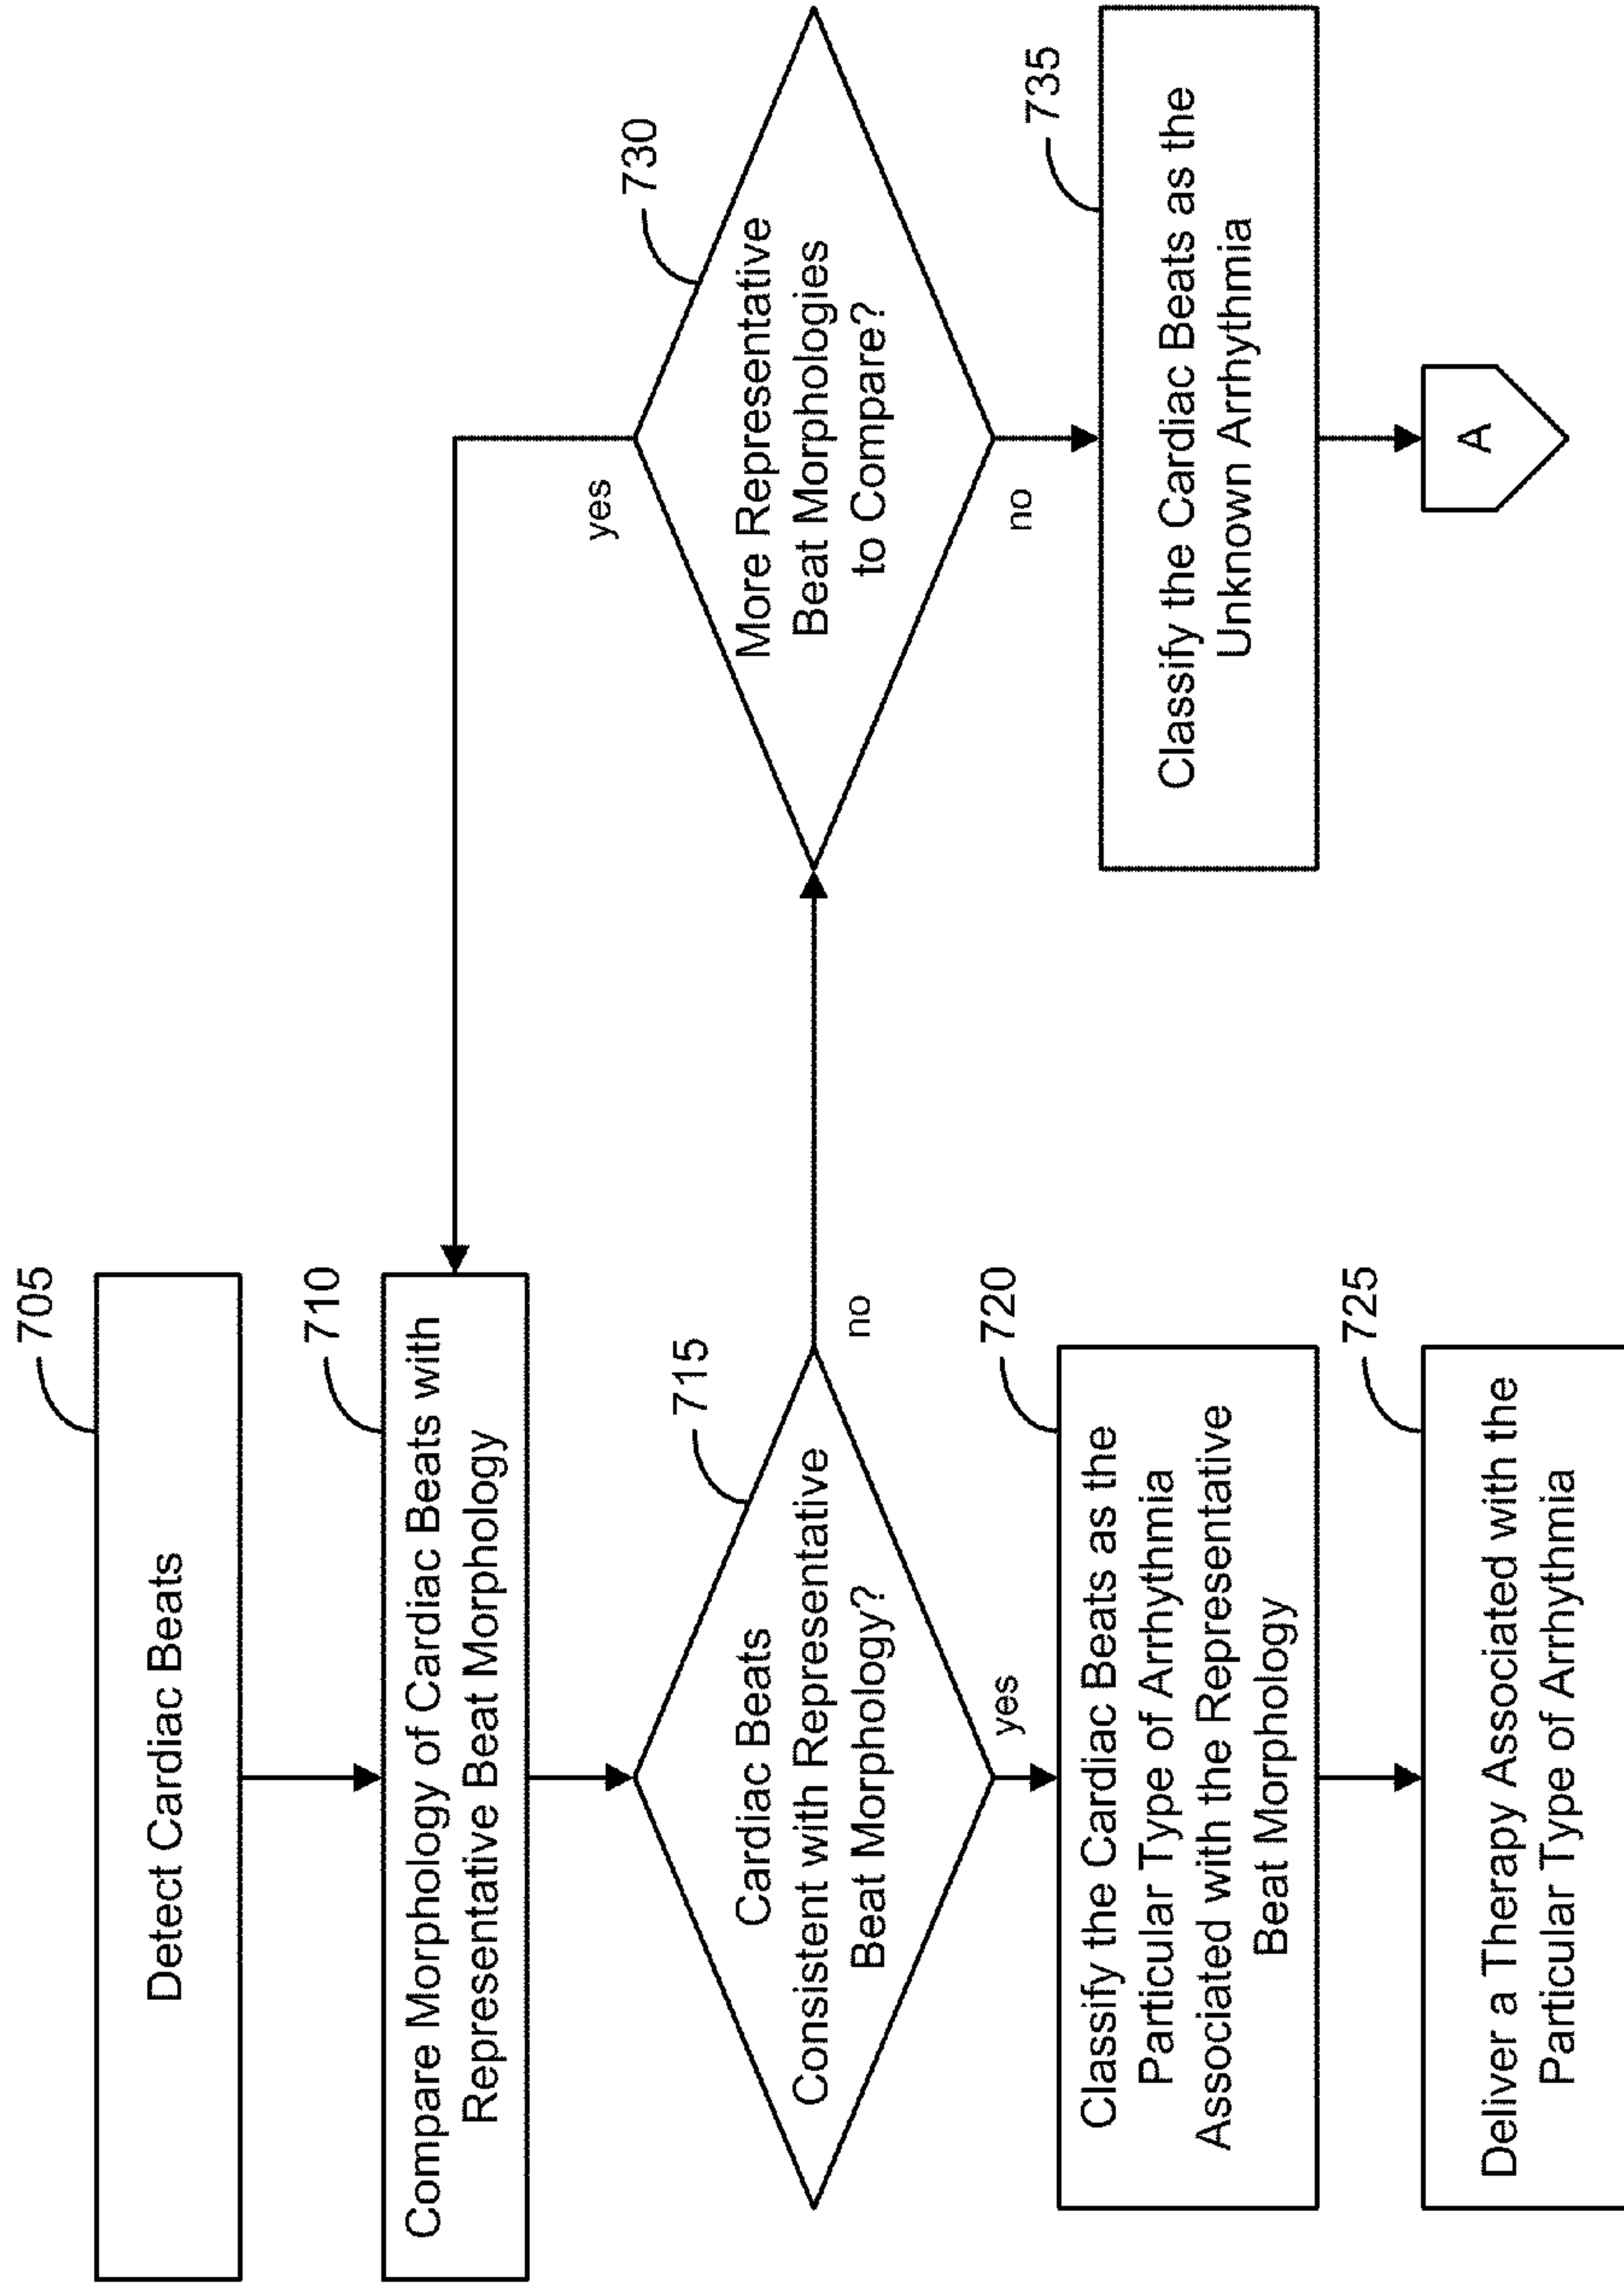 705
Detect Cardiac Beats
710
Compare Morphology of Cardiac Beats with
Representative Beat Morphology
715
Cardiac Beats
Consistent with Representative
Beat Morphology?
yes
no
720
Classify the Cardiac Beats as the
Particular Type of Arrhythmia
Associated with the Representative
Beat Morphology
725
Deliver a Therapy Associated with the
Particular Type of Arrhythmia
730
More Representative
Beat Morphologies
to Compare?
yes
no
735
Classify the Cardiac Beats as the
Unknown Arrhythmia
A